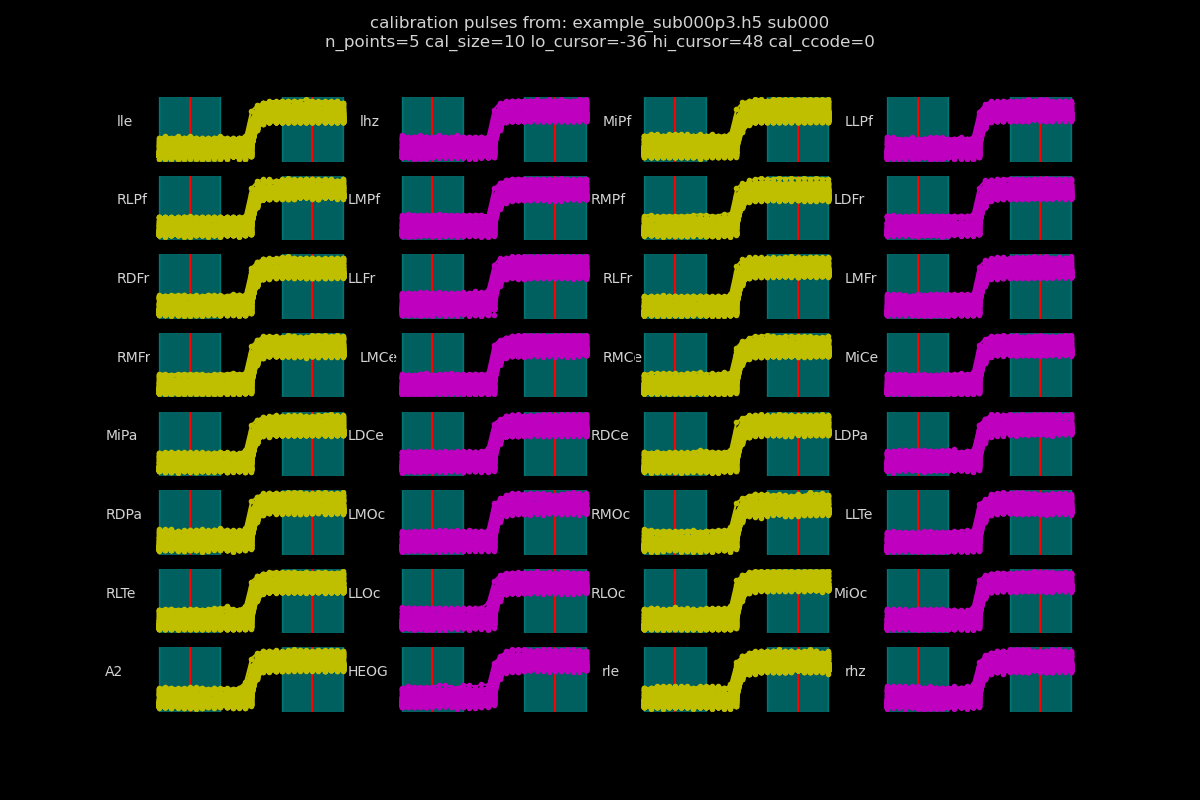 calibration pulses from: example_sub000p3.h5 sub000
n_points=5 cal_size=10 lo_cursor=-36 hi_cursor=48 cal_ccode=0
lle lhz MiPf LLPf
RLPf LMPf RMPf LDFr
RDFr LLFr RLFr LMFr
RMFr LMCe RMCe MiCe
MiPa LDCe RDCe LDPa
RDPa LMOc RMOc LLTe
RLTe LLOc RLOc MiOc
A2 HEOG rle rhz